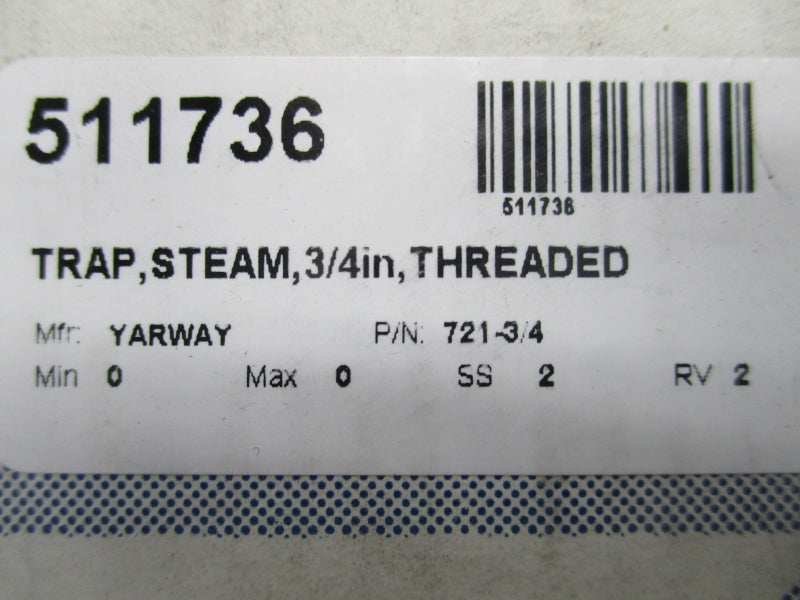 511736
511736
TRAP,STEAM,3/4in,THREADED
Mfr: YARWAY P/N: 721-3/4
Min 0 Max 0 SS 2 RV 2